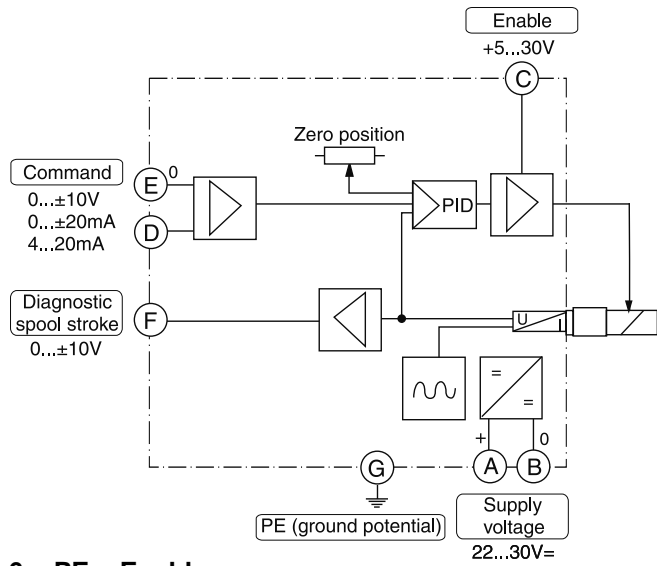 Enable
+5...30V
C
Zero position
Command
0...±10V
0...±20mA
4...20mA
E
0
D
PID
Diagnostic
spool stroke
0...±10V
F
U
L
=
=
+
0
G
A
B
PE (ground potential)
Supply
voltage
22...30V=